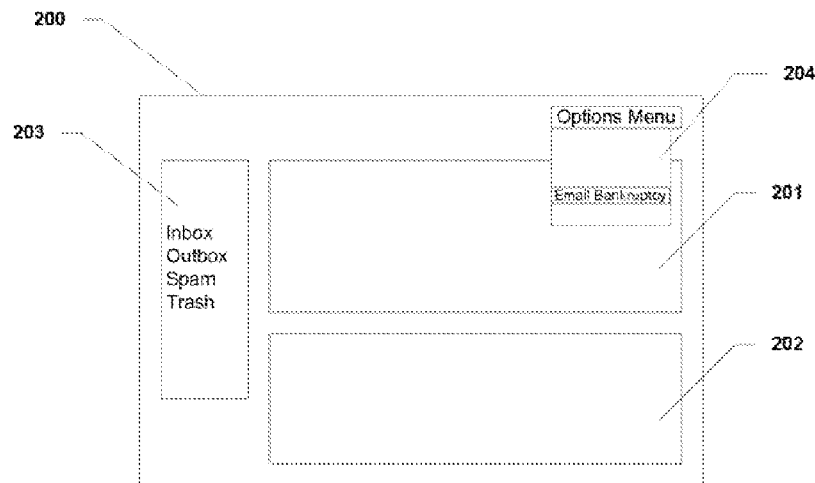 200
204
Options Menu
203
Email Bankruptcy
201
Inbox
Outbox
Spam
Trash
202